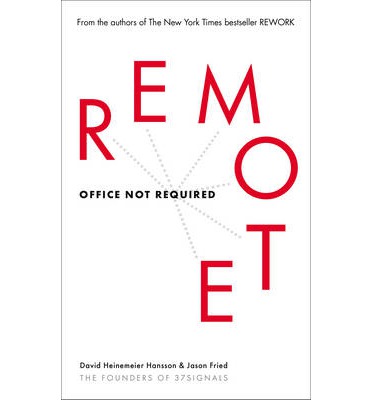 From the authors of The New York Times bestseller REWORK
REMOTE
OFFICE NOT REQUIRED
David Heinemeier Hansson & Jason Fried
THE FOUNDERS OF 37SIGNALS